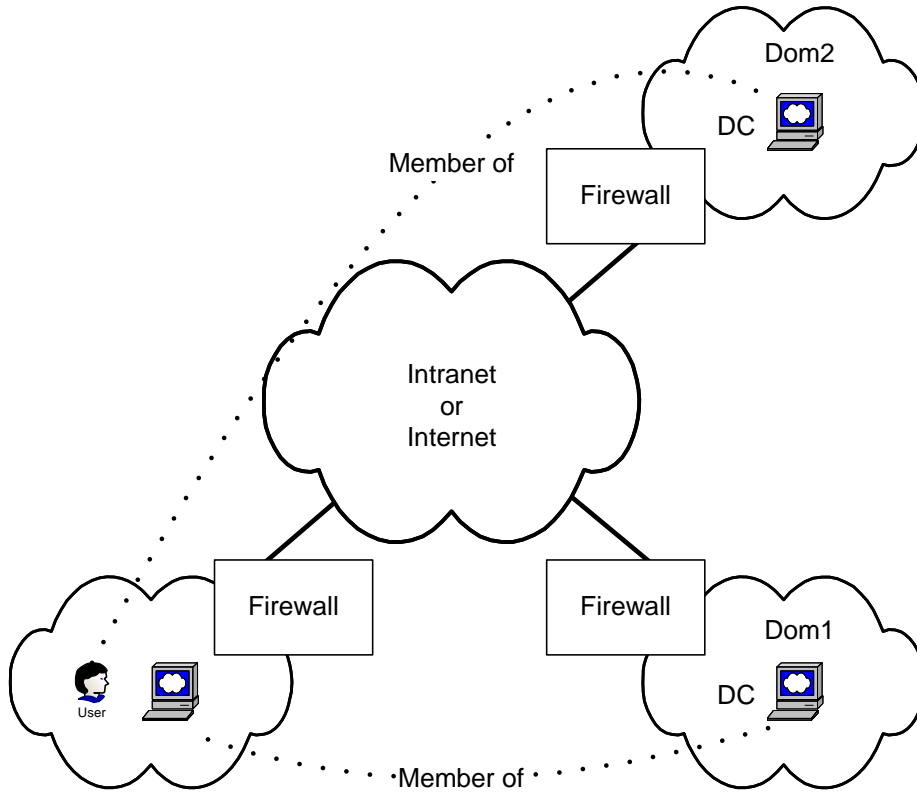 Dom2
DC
Member of
Firewall
Intranet
or
Internet
Firewall
Firewall
Dom1
User
DC
Member of